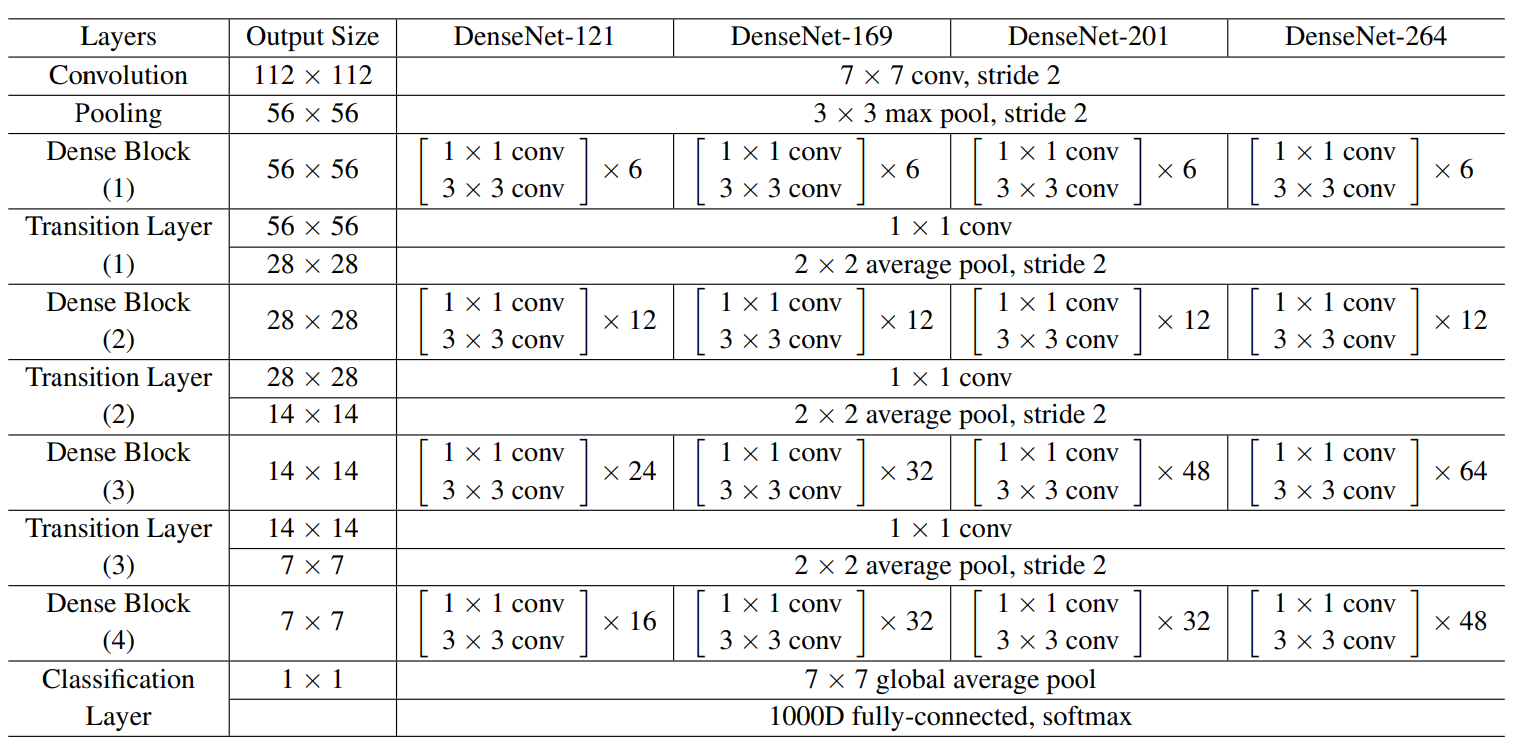 Layers Output Size DenseNet-121 DenseNet-169 DenseNet-201 DenseNet-264
Convolution 112 × 112 7 × 7 conv, stride 2
Pooling 56 × 56 3 × 3 max pool, stride 2
Dense Block
(1)
56 × 56
[ 1 × 1 conv
3 × 3 conv ] × 6
[ 1 × 1 conv
3 × 3 conv ] × 6
[ 1 × 1 conv
3 × 3 conv ] × 6
[ 1 × 1 conv
3 × 3 conv ] × 6
Transition Layer
(1)
56 × 56 1 × 1 conv
28 × 28 2 × 2 average pool, stride 2
Dense Block
(2)
28 × 28
[ 1 × 1 conv
3 × 3 conv ] × 12
[ 1 × 1 conv
3 × 3 conv ] × 12
[ 1 × 1 conv
3 × 3 conv ] × 12
[ 1 × 1 conv
3 × 3 conv ] × 12
Transition Layer
(2)
28 × 28 1 × 1 conv
14 × 14 2 × 2 average pool, stride 2
Dense Block
(3)
14 × 14
[ 1 × 1 conv
3 × 3 conv ] × 24
[ 1 × 1 conv
3 × 3 conv ] × 32
[ 1 × 1 conv
3 × 3 conv ] × 48
[ 1 × 1 conv
3 × 3 conv ] × 64
Transition Layer
(3)
14 × 14 1 × 1 conv
7 × 7 2 × 2 average pool, stride 2
Dense Block
(4)
7 × 7
[ 1 × 1 conv
3 × 3 conv ] × 16
[ 1 × 1 conv
3 × 3 conv ] × 32
[ 1 × 1 conv
3 × 3 conv ] × 32
[ 1 × 1 conv
3 × 3 conv ] × 48
Classification
Layer
1 × 1 7 × 7 global average pool
1000D fully-connected, softmax